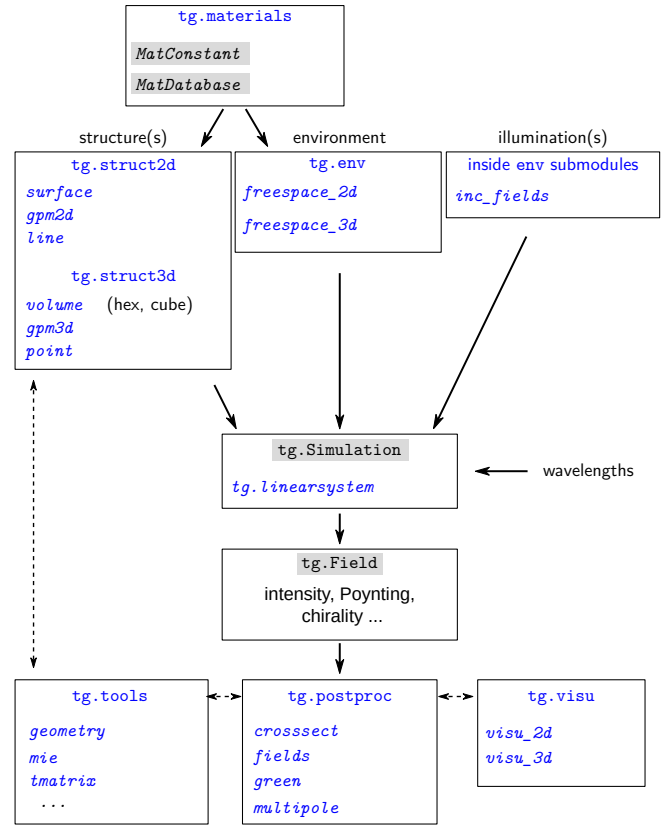 tg.materials
MatConstant
MatDatabase
structure(s)
environment
illumination(s)
tg.struct2d
surface
gpm2d
line
tg.struct3d
volume (hex, cube)
gpm3d
point
tg.env
freespace_2d
freespace_3d
inside env submodules
inc_fields
tg.Simulation
tg.linearsystem
wavelengths
tg.Field
intensity, Poynting,
chirality ...
tg.tools
geometry
mie
tmatrix
...
tg.postproc
crosssect
fields
green
multipole
tg.visu
visu_2d
visu_3d